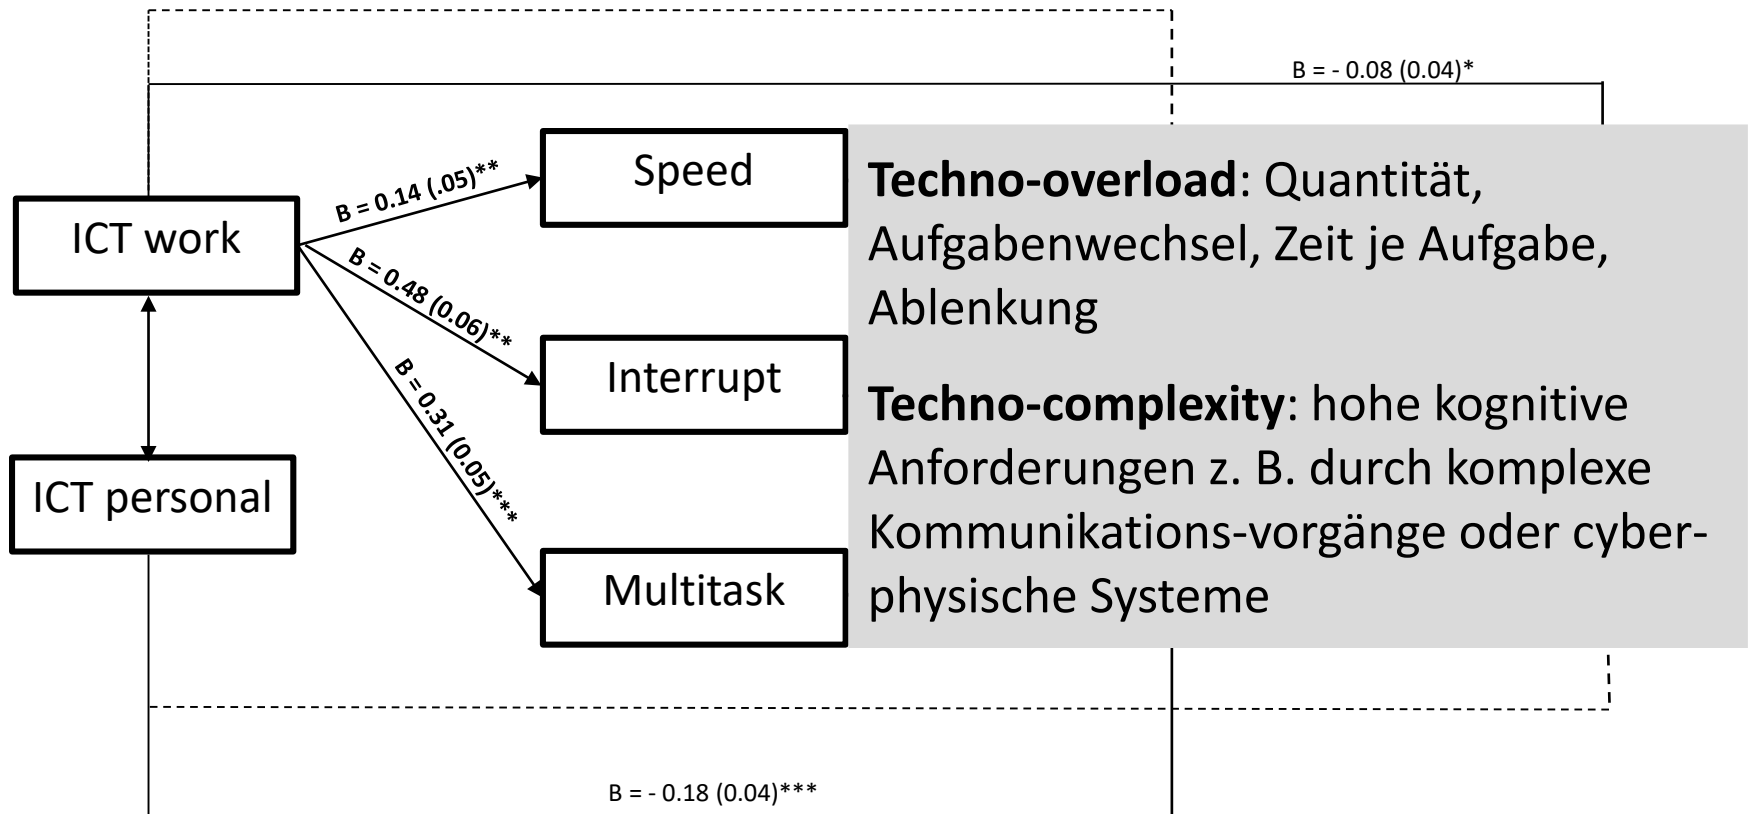 B = - 0.08 (0.04)*
Speed
B = 0.14 (.05)**
ICT work
B = 0.48 (0.06)**
Interrupt
B = 0.31 (0.05)***
ICT personal
Multitask
Techno-overload: Quantität,
Aufgabenwechsel, Zeit je Aufgabe,
Ablenkung
Techno-complexity: hohe kognitive
Anforderungen z. B. durch komplexe
Kommunikations-vorgänge oder cyber-
physische Systeme
B = - 0.18 (0.04)***